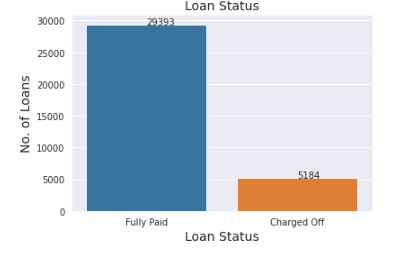 Loan Status
30000
25000
20000
15000
10000
5000
0
No. of Loans
29393
5184
Fully Paid
Charged Off
Loan Status